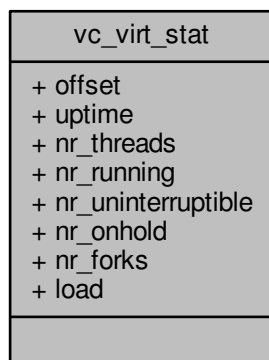 vc_virt_stat
+ offset
+ uptime
+ nr_threads
+ nr_running
+ nr_uninterruptible
+ nr_onhold
+ nr_forks
+ load